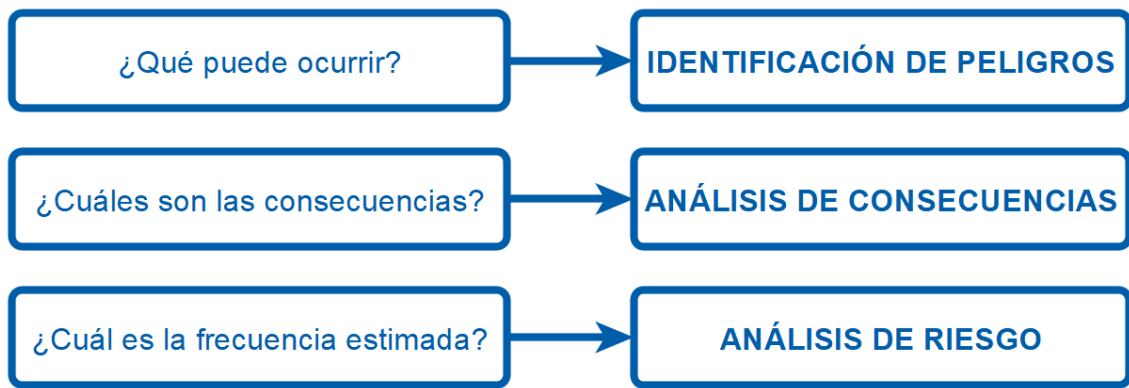 ¿Qué puede ocurrir?
IDENTIFICACIÓN DE PELIGROS
¿Cuáles son las consecuencias?
ANÁLISIS DE CONSECUENCIAS
¿Cuál es la frecuencia estimada?
ANÁLISIS DE RIESGO